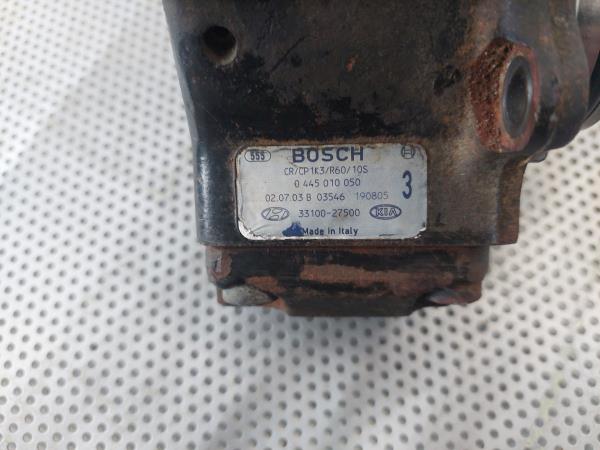 555 BOSCH
CR/CP1K3/R60/10S
0 445 010 050
02.07.03 B 03546 190805 3
33100-27500 KIA
Made in Italy